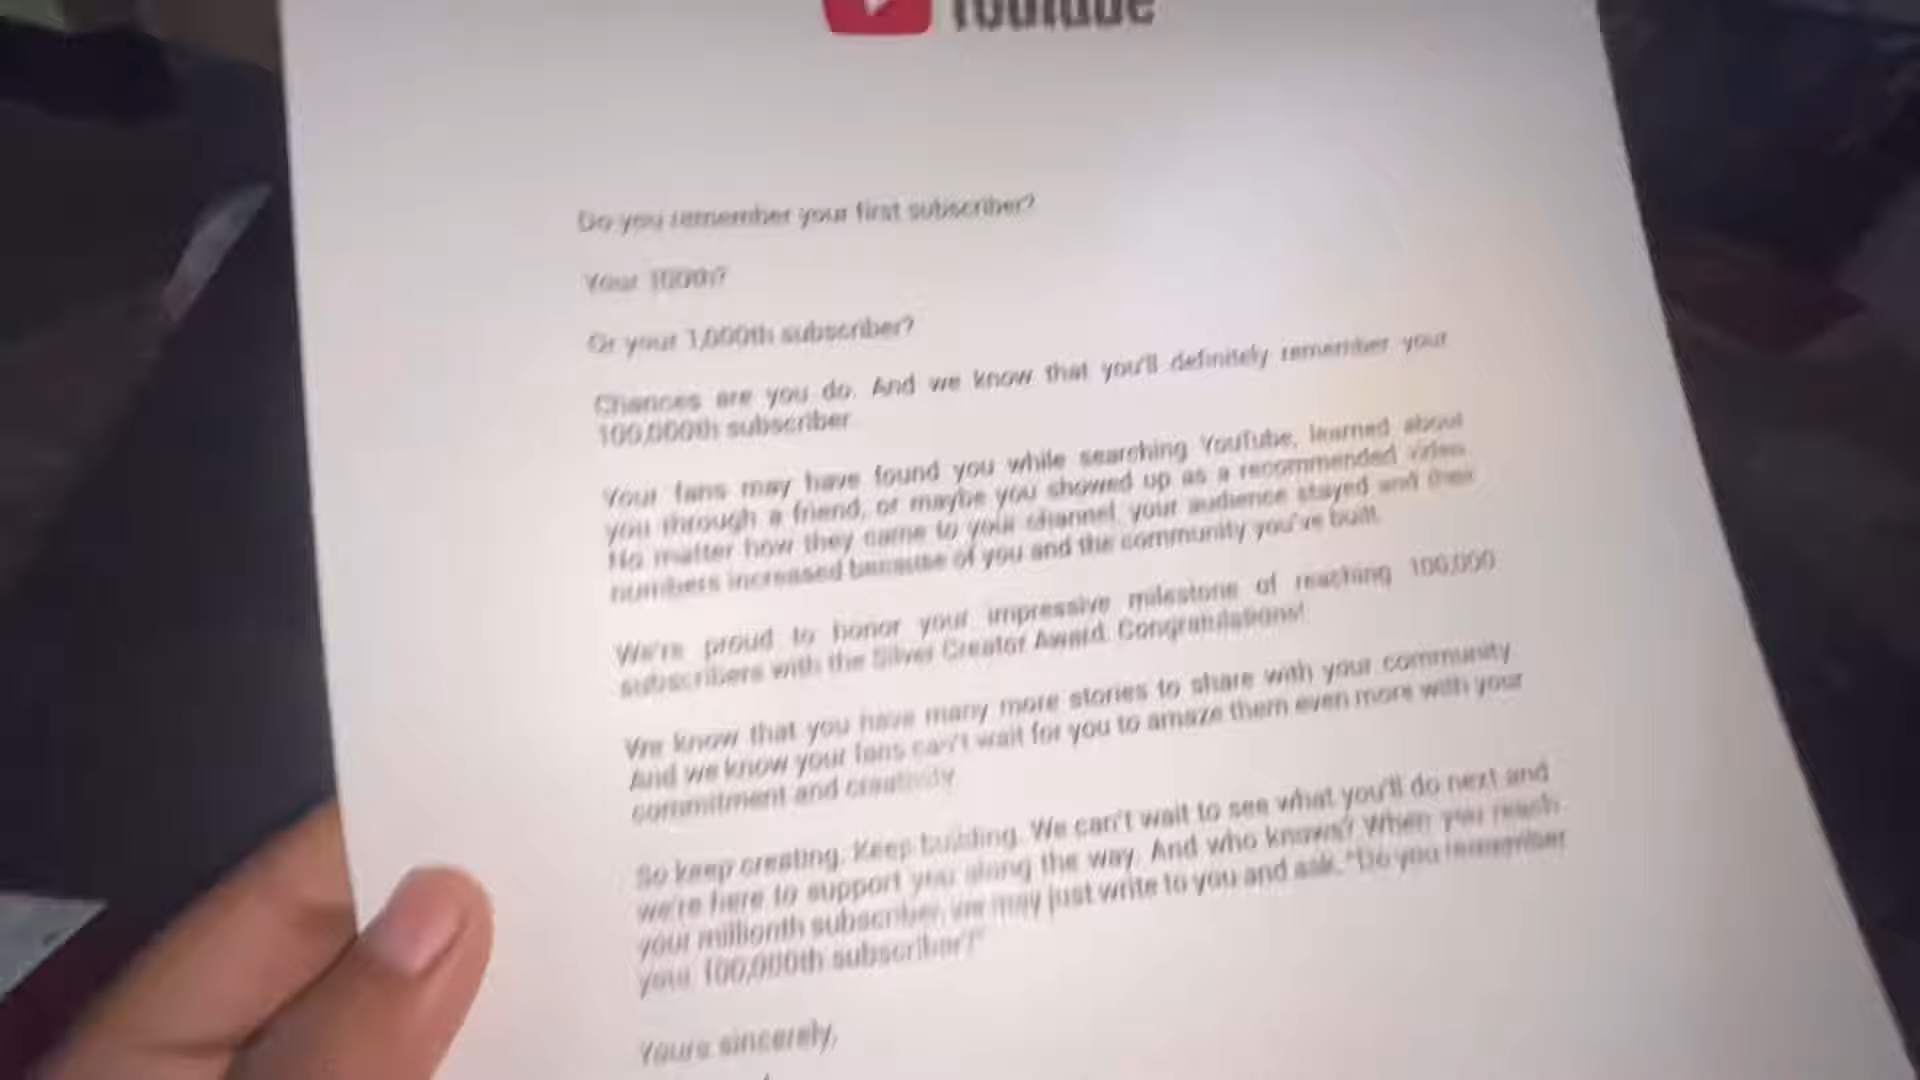 YouTube
Do you remember your first subscriber?
Your 100th?
Or your 1,000th subscriber?
Chances are you do. And we know that you'll definitely remember your
100,000th subscriber.
Your fans may have found you while searching YouTube, learned about
you through a friend, or maybe you showed up as a recommended video.
No matter how they came to your channel, your audience stayed and their
numbers increased because of you and the community you've built.
We're proud to honor your impressive milestone of reaching 100,000
subscribers with the Silver Creator Award. Congratulations!
We know that you have many more stories to share with your community.
And we know your fans can't wait for you to amaze them even more with your
commitment and creativity.
So keep creating. Keep building. We can't wait to see what you'll do next and
we're here to support you along the way. And who knows? When you reach
your millionth subscriber, we may just write to you and ask, "Do you remember
your 100,000th subscriber?"
Yours sincerely,